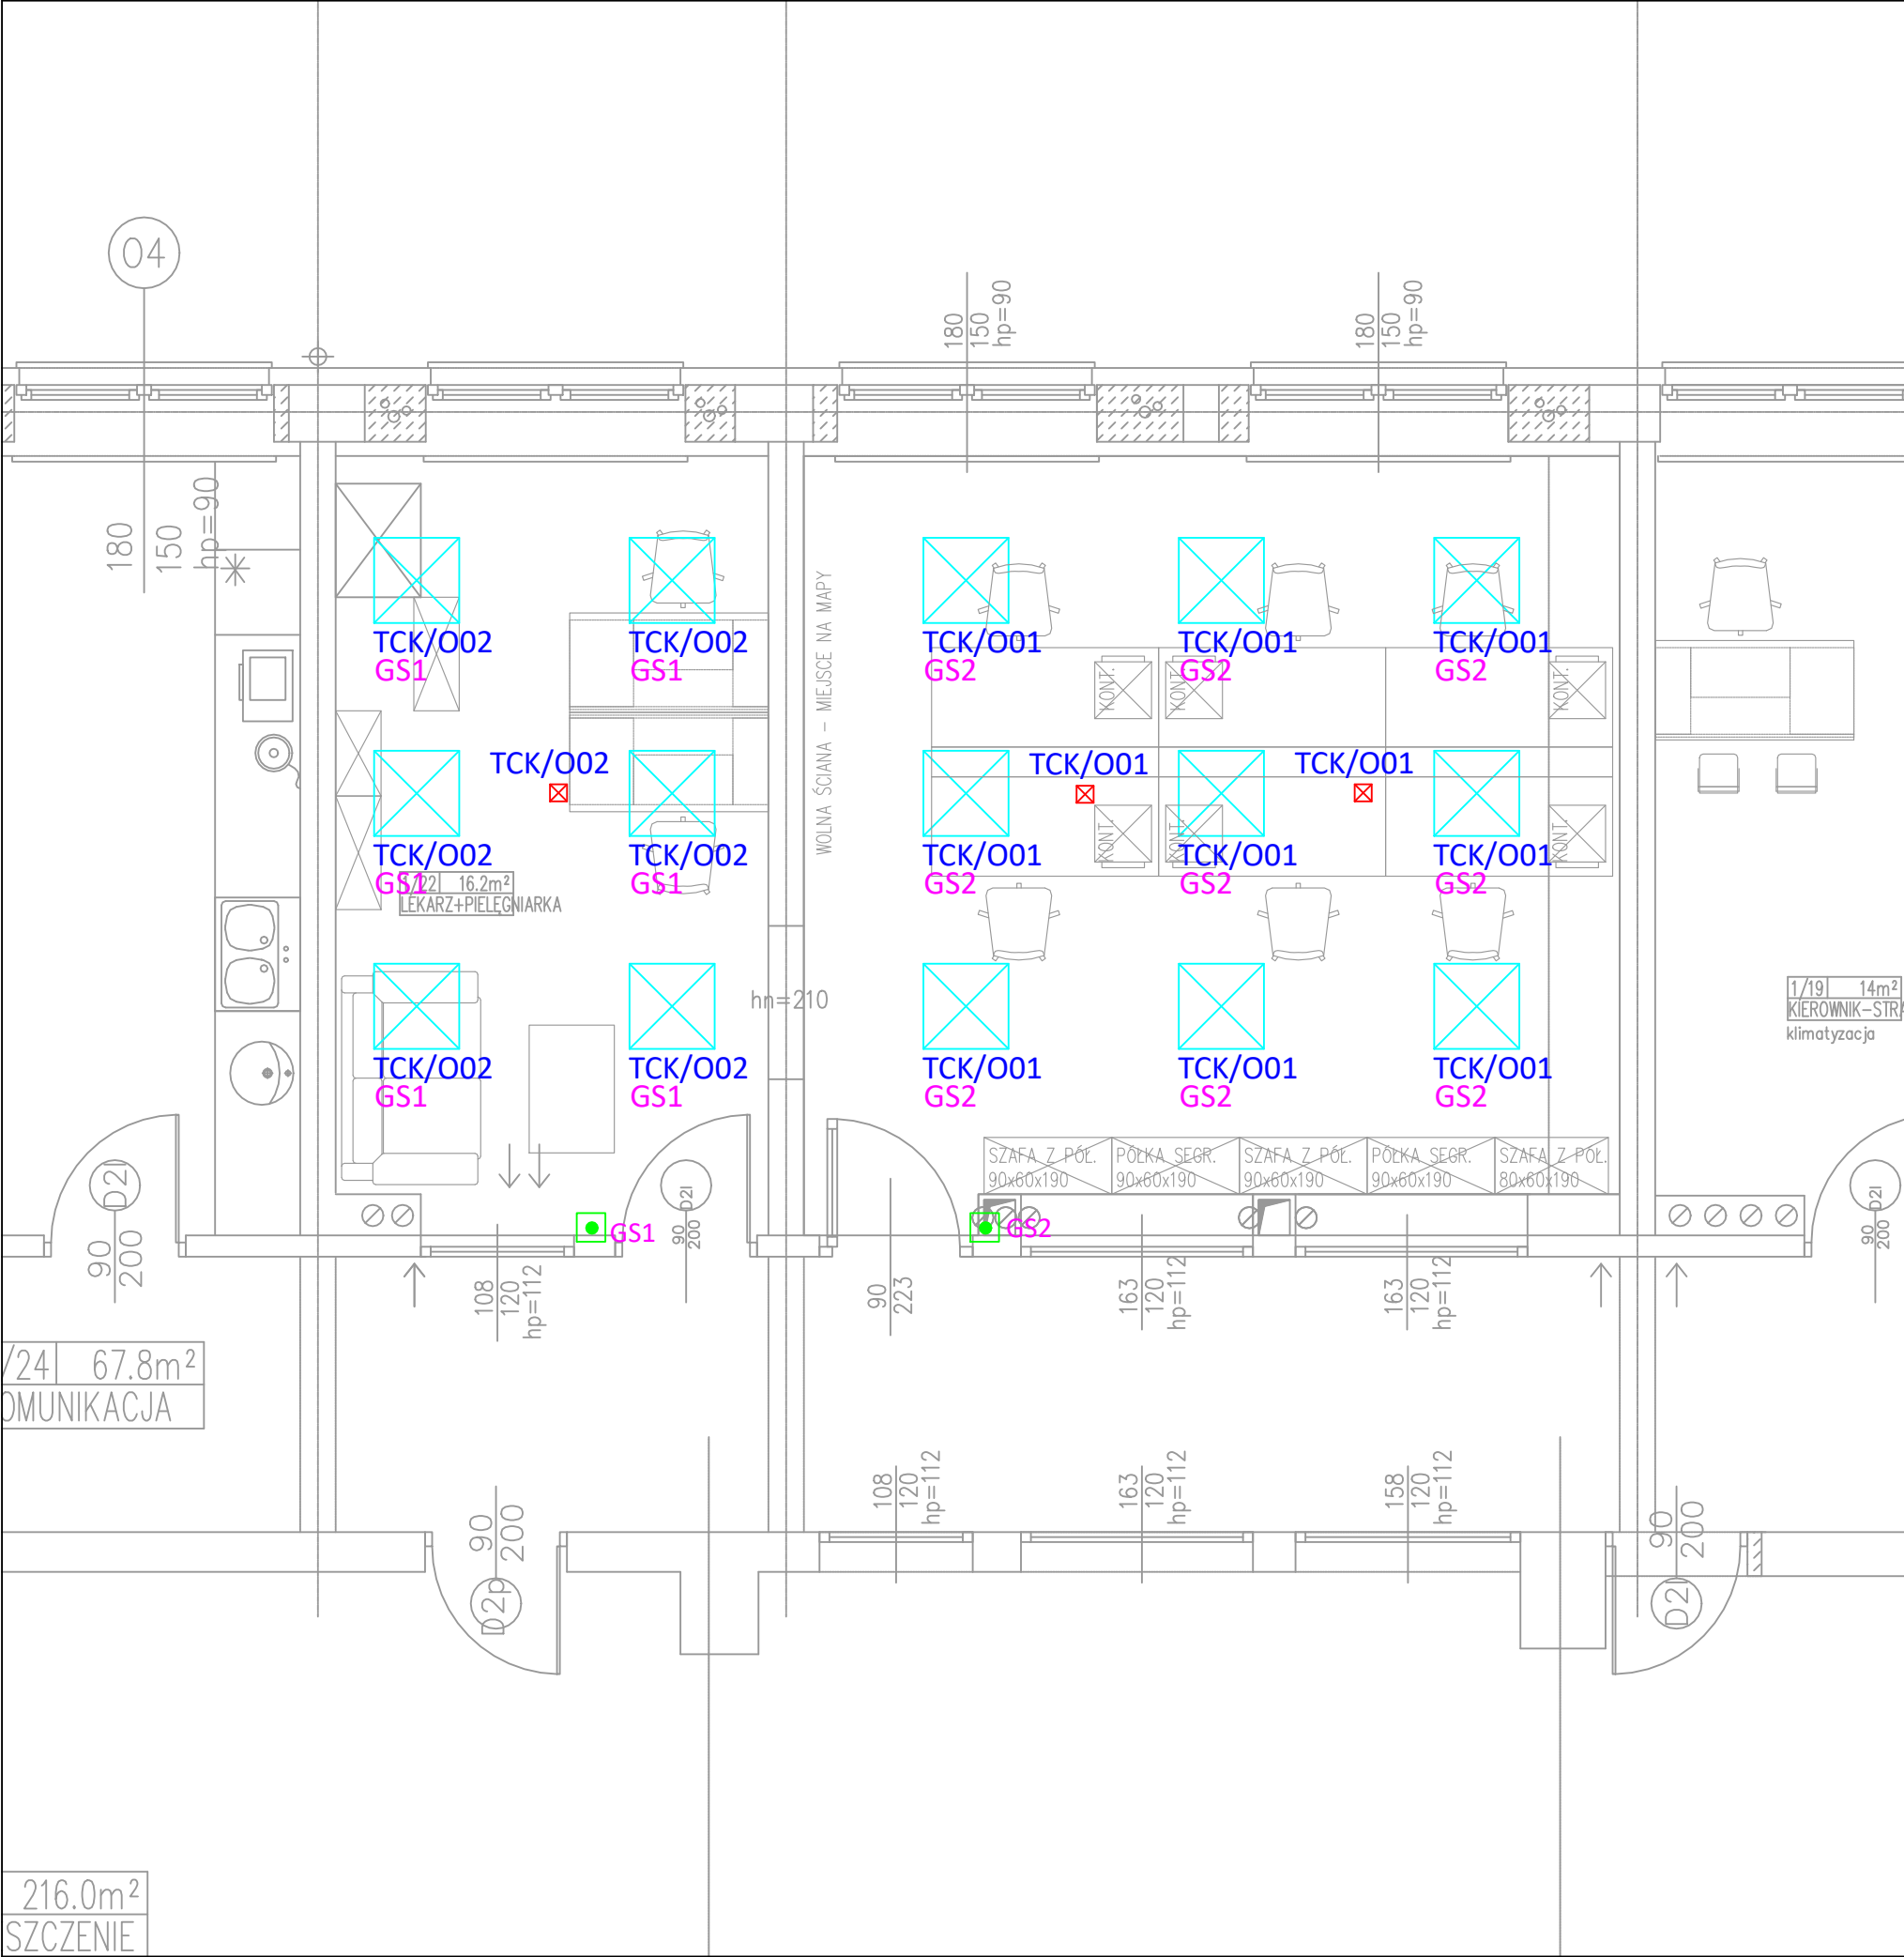 04
180
150
hp=90
180
150
hp=90
180
150
hp=90
WOLNA ŚCIANA - MIEJSCE NA MAPY
TCK/O02
GS1
TCK/O02
GS1
TCK/O01
GS2
TCK/O01
GS2
TCK/O01
GS2
KONT.
KONT.
KONT.
TCK/O02
TCK/O01
TCK/O01
KONT.
KONT.
KONT.
TCK/O02
GS1
TCK/O02
GS1
TCK/O01
GS2
TCK/O01
GS2
TCK/O01
GS2
/22 16.2m²
LEKARZ+PIELĘGNIARKA
hn=210
1/19 14m²
KIEROWNIK-STRA
klimatyzacja
TCK/O02
GS1
TCK/O02
GS1
TCK/O01
GS2
TCK/O01
GS2
TCK/O01
GS2
SZAFA Z PÓŁ.
90x60x190
PÓŁKA SEGR.
90x60x190
SZAFA Z PÓŁ.
90x60x190
PÓŁKA SEGR.
90x60x190
SZAFA Z PÓŁ.
80x60x190
D2l
90
200
GS1
D2l
90
200
GS2
D2l
90
200
108
120
hp=112
90
223
163
120
hp=112
163
120
hp=112
/24 67.8m²
OMUNIKACJA
108
120
hp=112
163
120
hp=112
158
120
hp=112
90
200
D2p
90
200
D2l
216.0m²
SZCZENIE